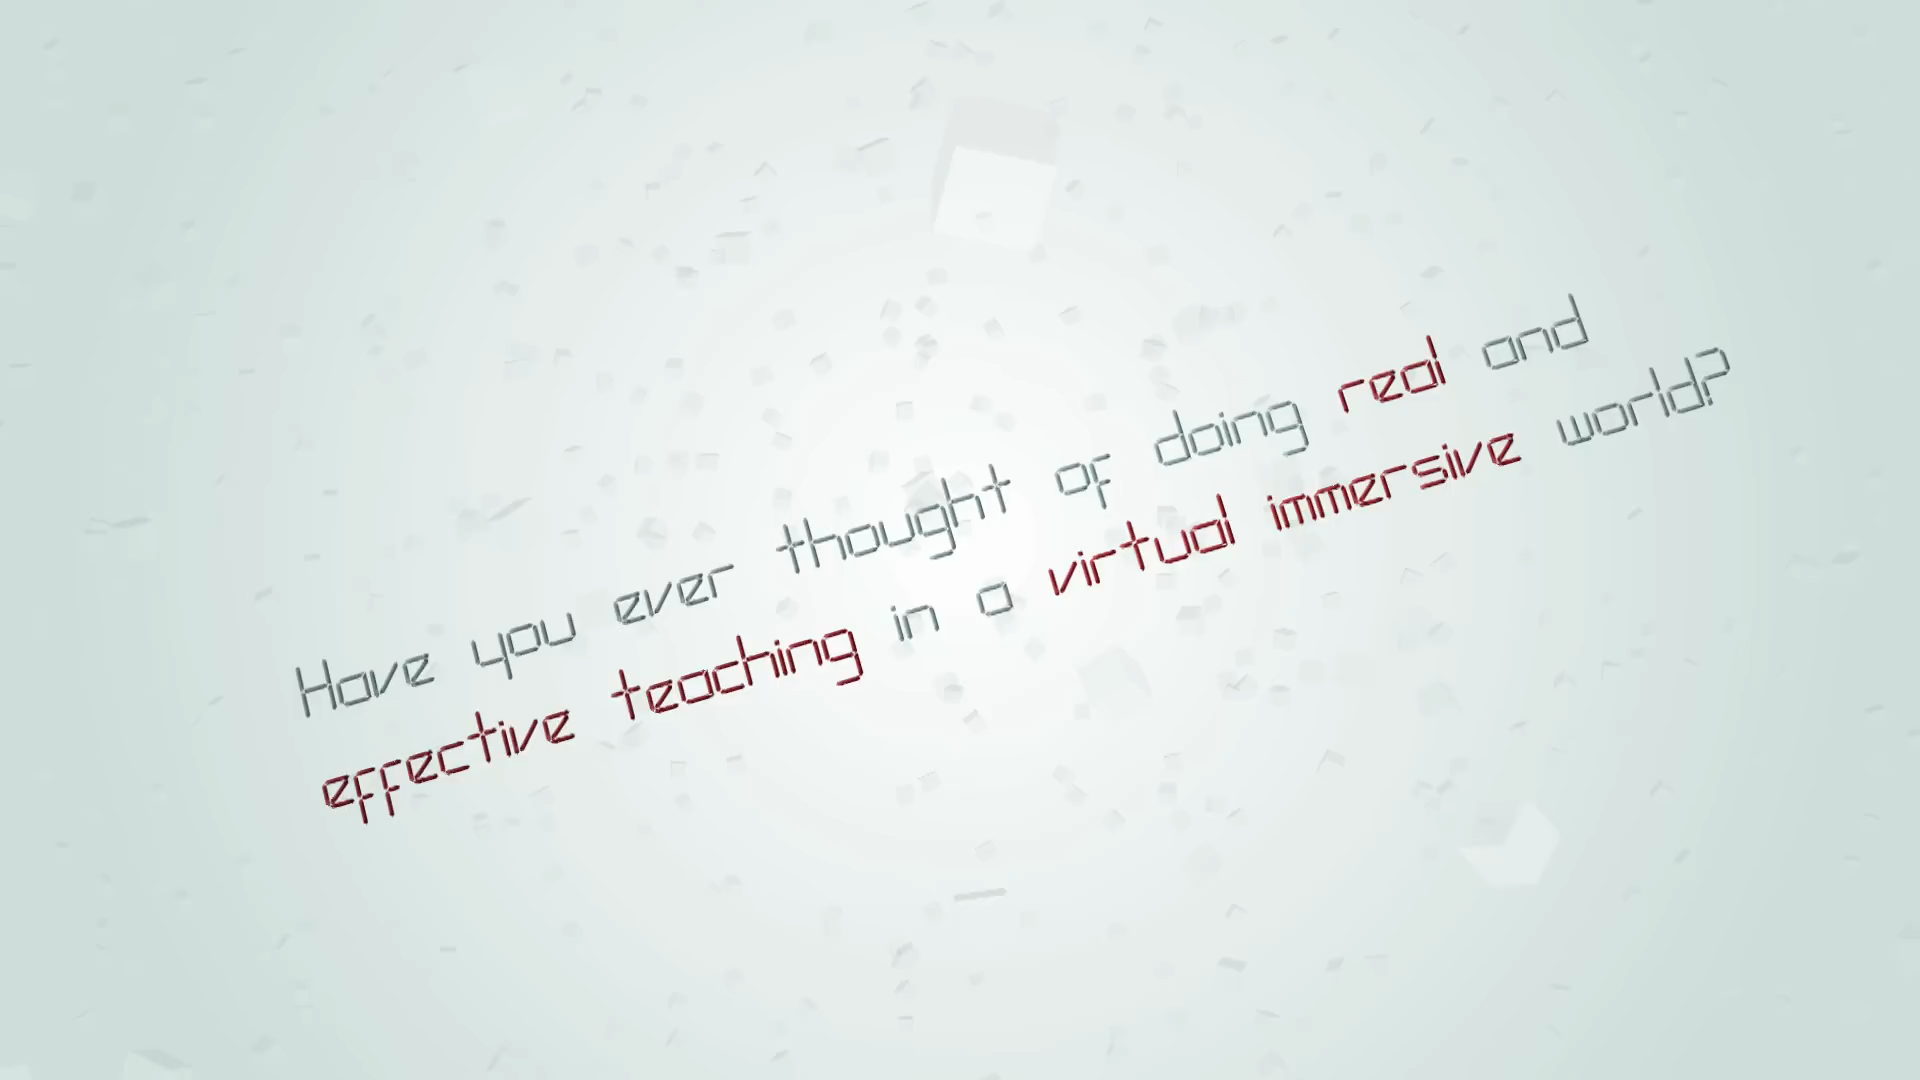 Have you ever thought of doing real and
effective teaching in a virtual immersive world?